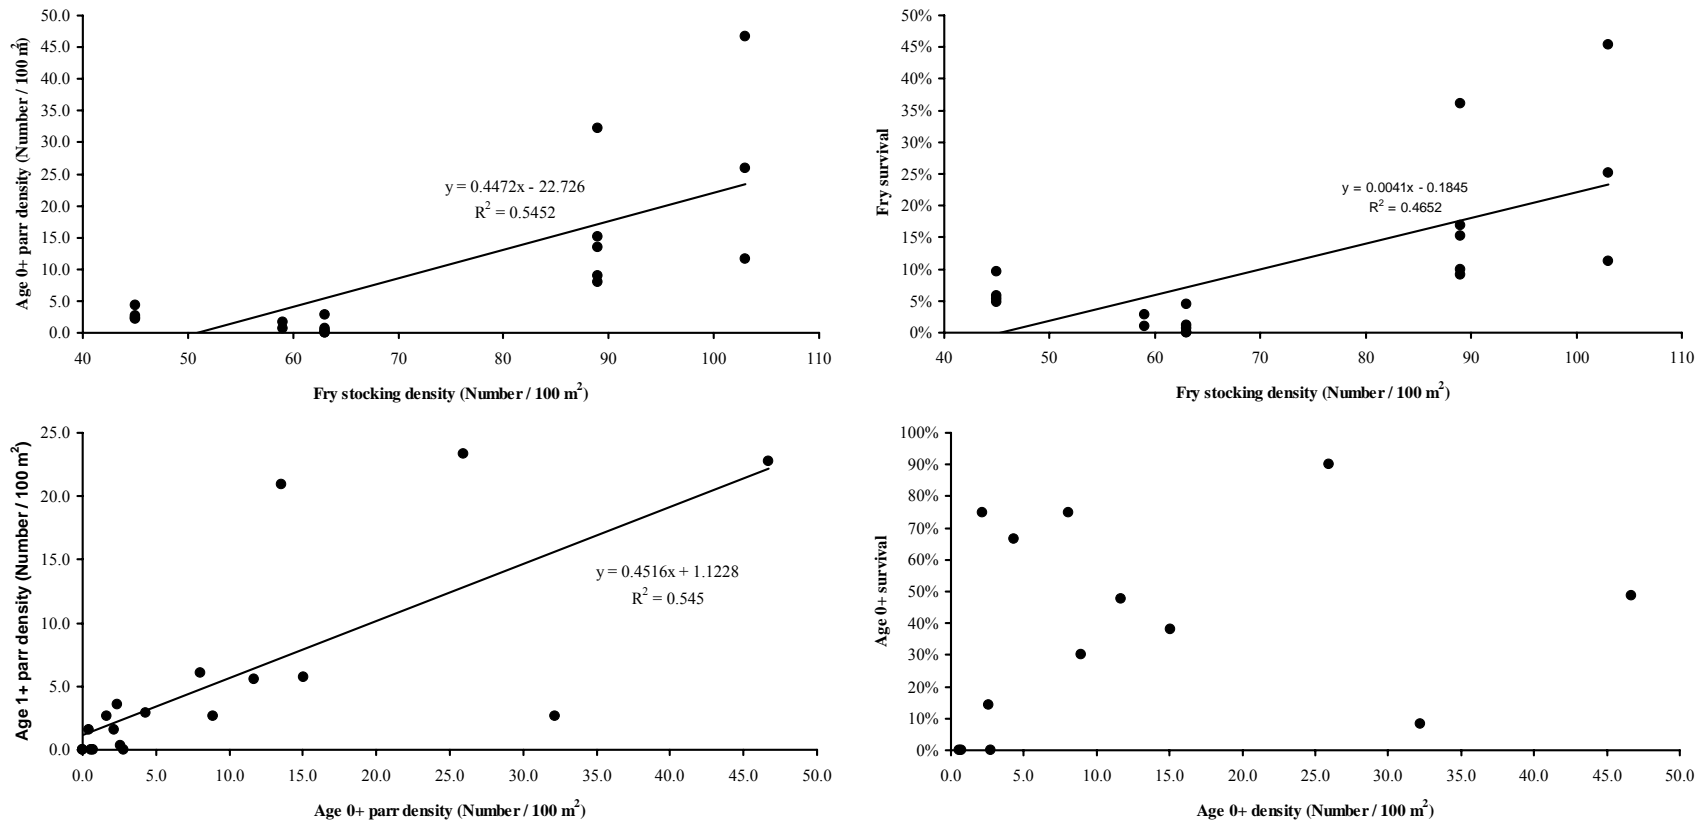 50.0
45.0
40.0
35.0
30.0
25.0
20.0
15.0
10.0
5.0
0.0
Age 0+ parr density (Number / 100 m²)
y = 0.4472x - 22.726
R² = 0.5452
40 50 60 70 80 90 100 110
Fry stocking density (Number / 100 m²)
50%
45%
40%
35%
30%
25%
20%
15%
10%
5%
0%
Fry survival
y = 0.0041x - 0.1845
R² = 0.4652
40 50 60 70 80 90 100 110
Fry stocking density (Number / 100 m²)
25.0
20.0
15.0
10.0
5.0
0.0
Age 1+ parr density (Number / 100 m²)
y = 0.4516x + 1.1228
R² = 0.545
0.0 5.0 10.0 15.0 20.0 25.0 30.0 35.0 40.0 45.0 50.0
Age 0+ parr density (Number / 100 m²)
100%
90%
80%
70%
60%
50%
40%
30%
20%
10%
0%
Age 0+ survival
0.0 5.0 10.0 15.0 20.0 25.0 30.0 35.0 40.0 45.0 50.0
Age 0+ density (Number / 100 m²)